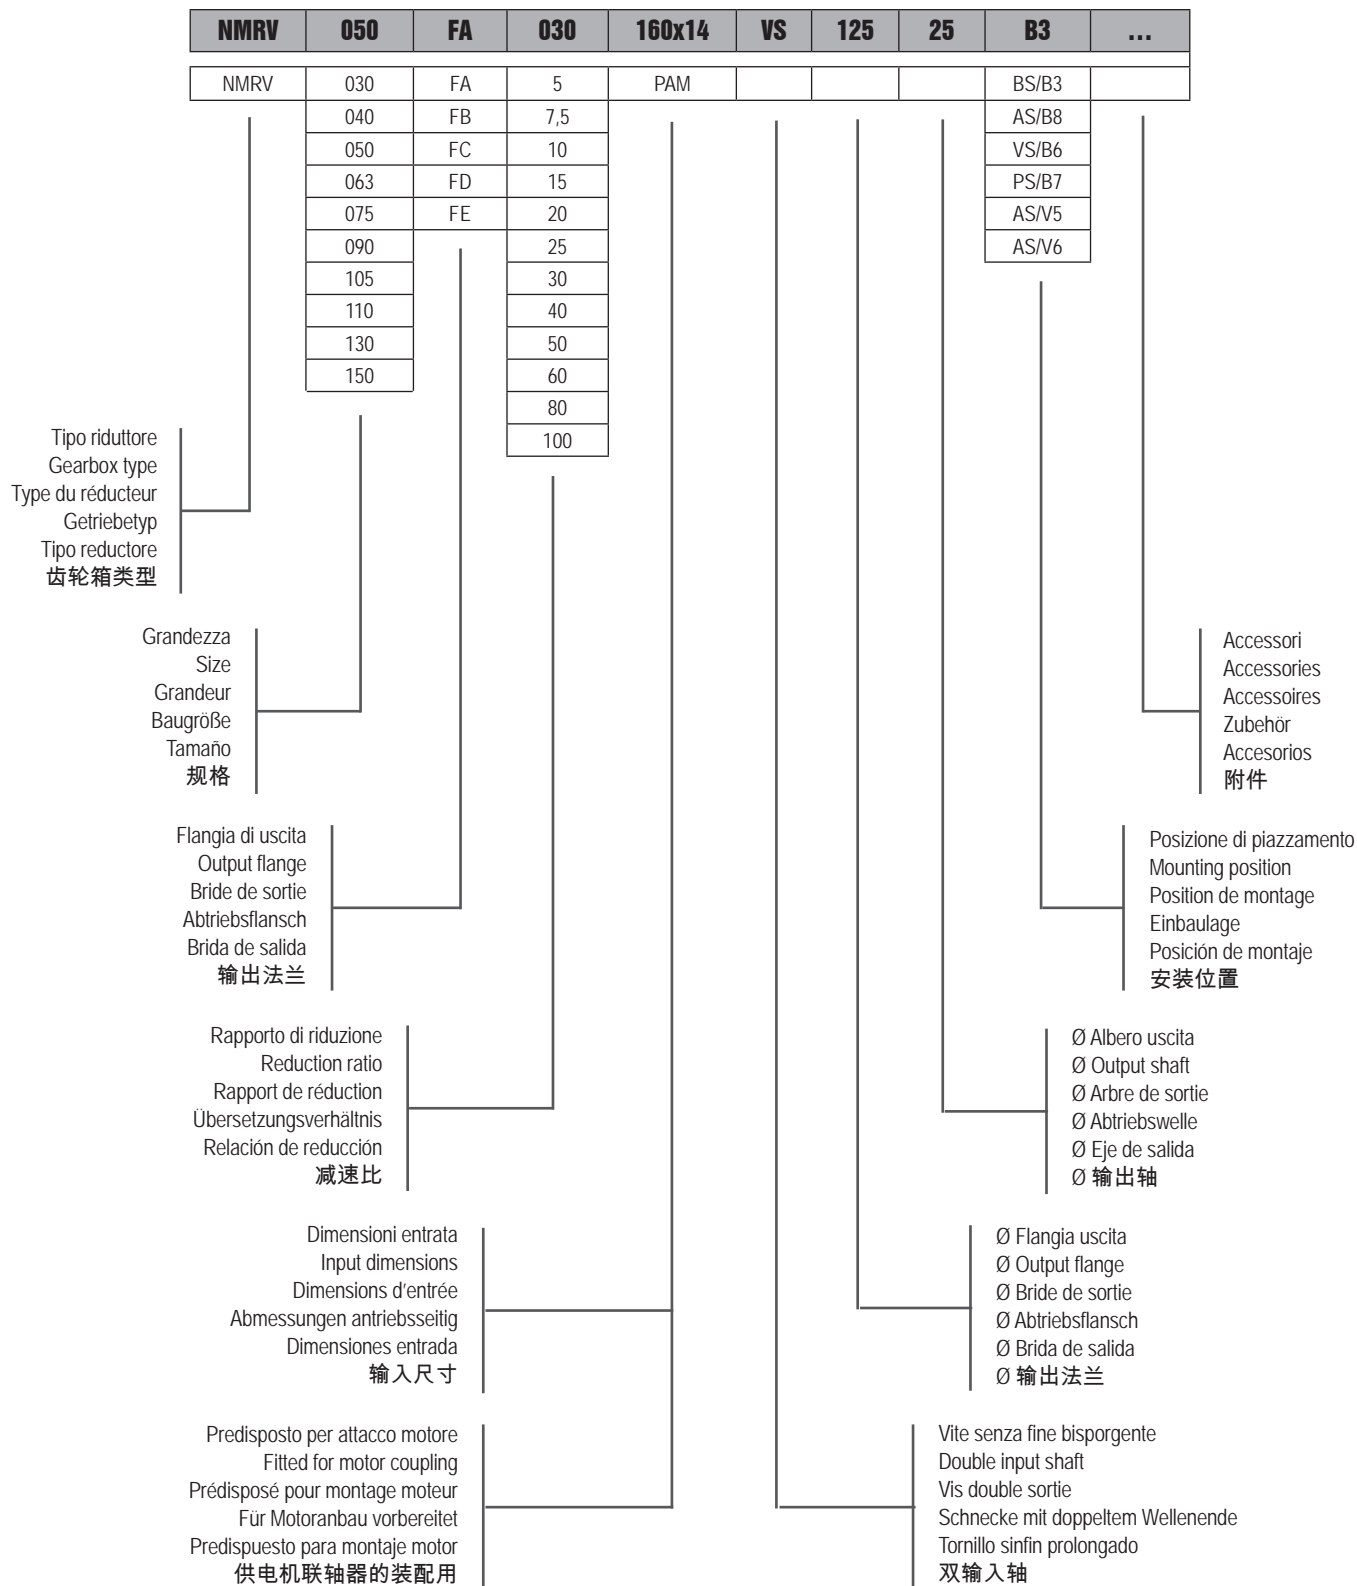 NMRV 050 FA 030 160x14 VS 125 25 B3 ...
NMRV 030 FA 5 PAM BS/B3
040 FB 7,5 AS/B8
050 FC 10 VS/B6
063 FD 15 PS/B7
075 FE 20 AS/V5
090 25 AS/V6
105 30
110 40
130 50
150 60
80
100
Tipo riduttore
Gearbox type
Type du réducteur
Getriebetyp
Tipo reductore
齿轮箱类型
Grandezza
Size
Grandeur
Baugröße
Tamaño
规格
Accessori
Accessories
Accessoires
Zubehör
Accesorios
附件
Flangia di uscita
Output flange
Bride de sortie
Abtriebsflansch
Brida de salida
输出法兰
Posizione di piazzamento
Mounting position
Position de montage
Einbaulage
Posición de montaje
安装位置
Rapporto di riduzione
Reduction ratio
Rapport de réduction
Übersetzungsverhältnis
Relación de reducción
减速比
Ø Albero uscita
Ø Output shaft
Ø Arbre de sortie
Ø Abtriebswelle
Ø Eje de salida
Ø 输出轴
Dimensioni entrata
Input dimensions
Dimensions d'entrée
Abmessungen antriebsseitig
Dimensiones entrada
输入尺寸
Ø Flangia uscita
Ø Output flange
Ø Bride de sortie
Ø Abtriebsflansch
Ø Brida de salida
Ø 输出法兰
Predisposto per attacco motore
Fitted for motor coupling
Prédisposé pour montage moteur
Für Motoranbau vorbereitet
Predispuesto para montaje motor
供电机联轴器的装配用
Vite senza fine bisporgente
Double input shaft
Vis double sortie
Schnecke mit doppeltem Wellenende
Tornillo sinfin prolongado
双输入轴